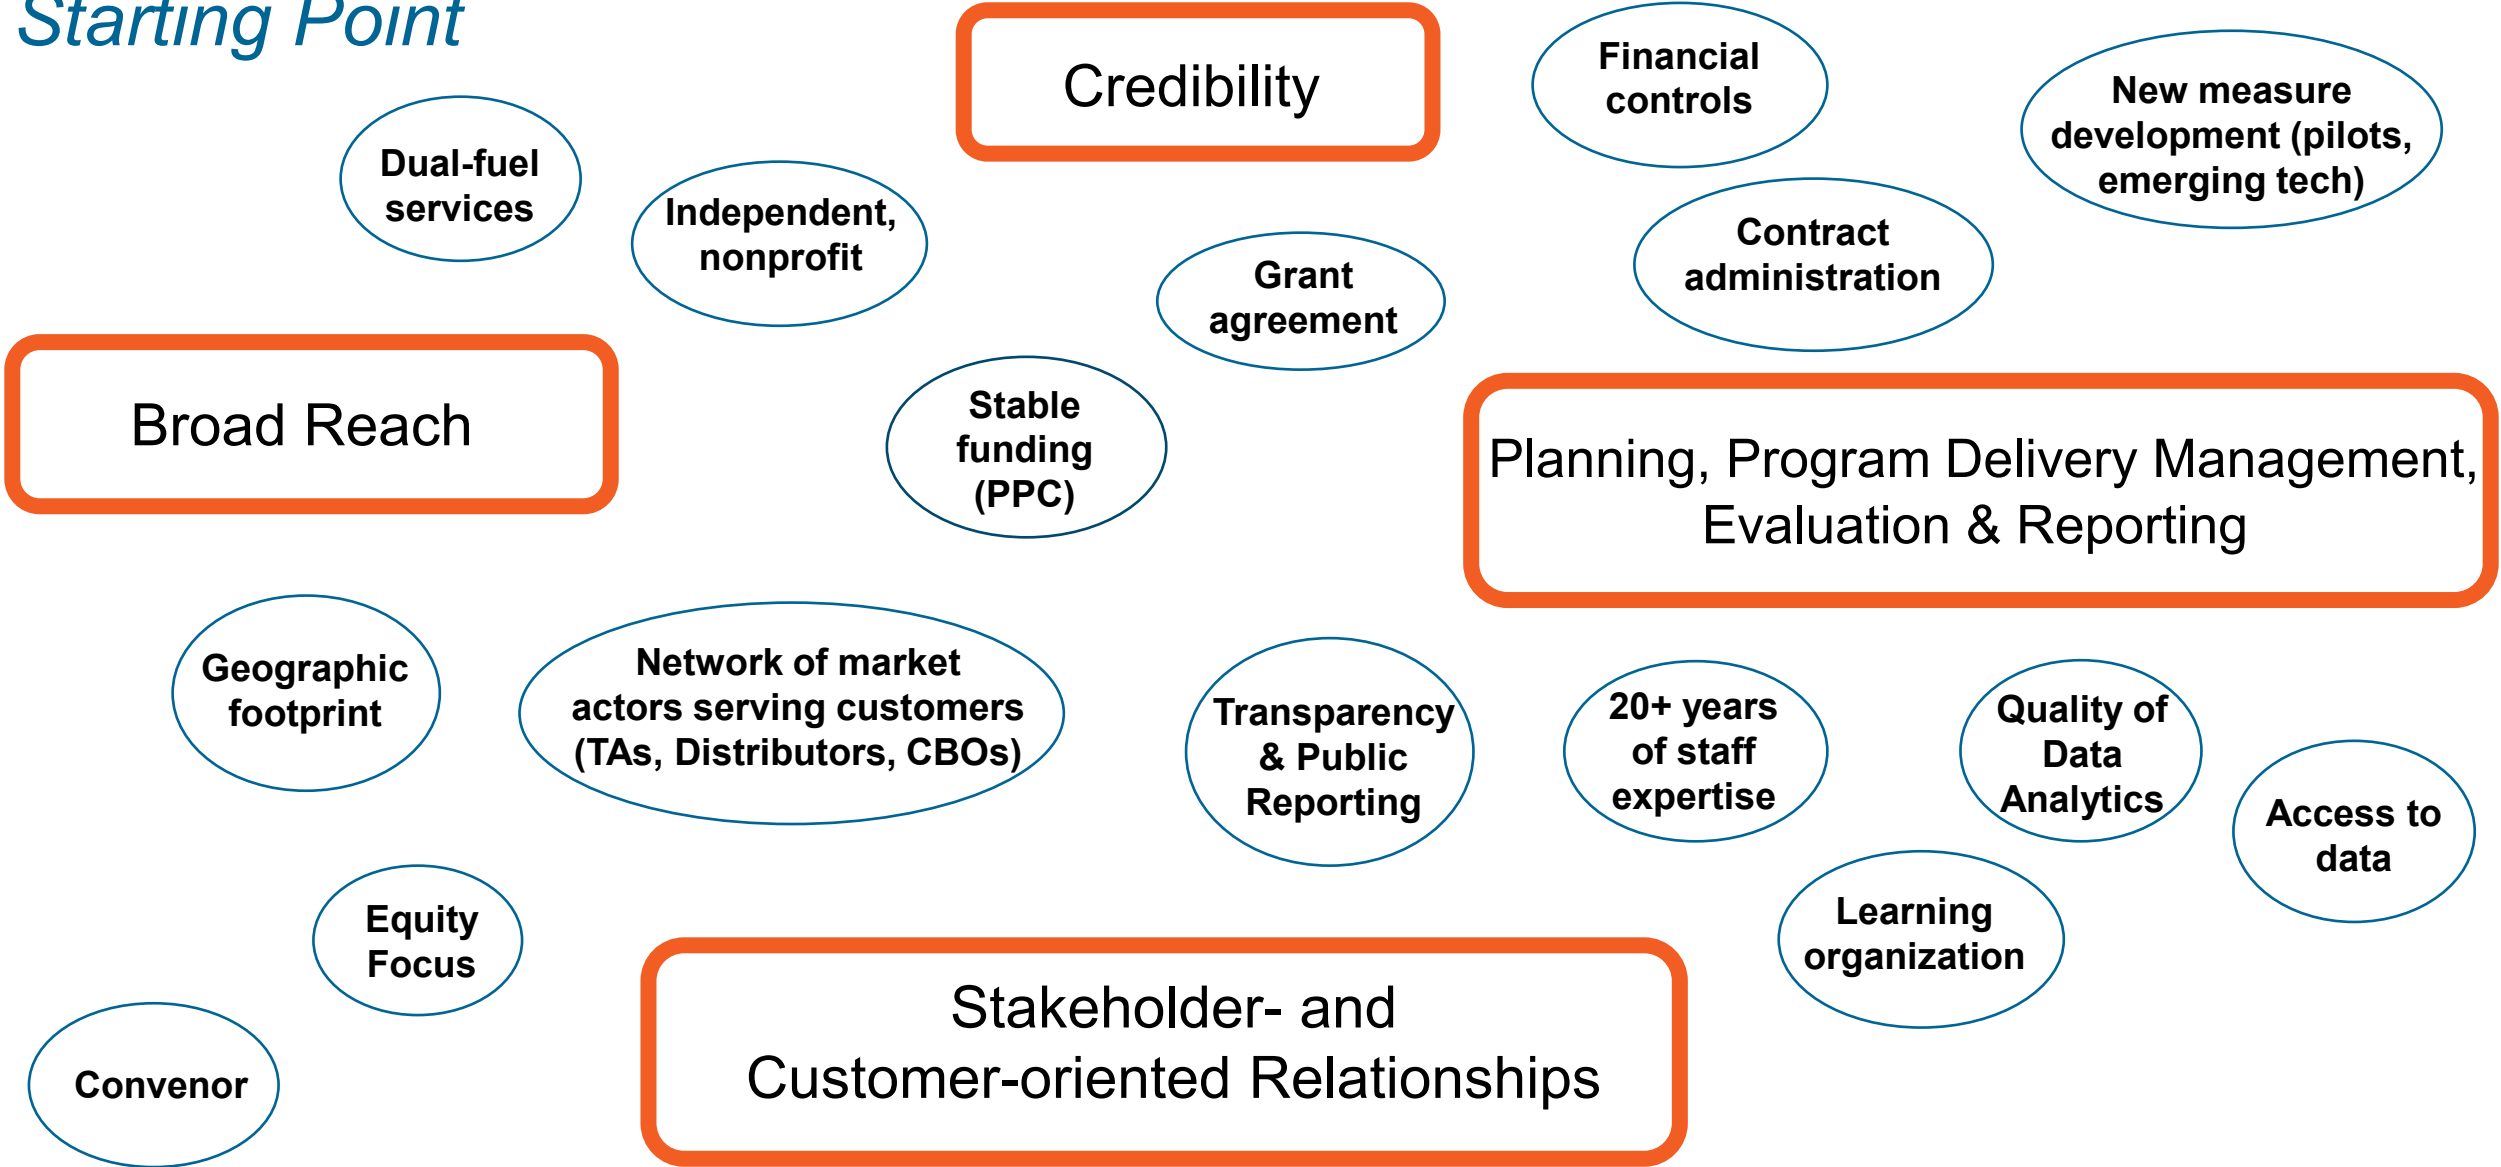 Starting Point
Credibility
Financial
controls
New measure
development (pilots,
emerging tech)
Dual-fuel
services
Independent,
nonprofit
Contract
administration
Grant
agreement
Broad Reach
Stable
funding
(PPC)
Planning, Program Delivery Management,
Evaluation & Reporting
Geographic
footprint
Network of market
actors serving customers
(TAs, Distributors, CBOs)
Transparency
& Public
Reporting
20+ years
of staff
expertise
Quality of
Data
Analytics
Access to
data
Equity
Focus
Learning
organization
Stakeholder- and
Customer-oriented Relationships
Convenor